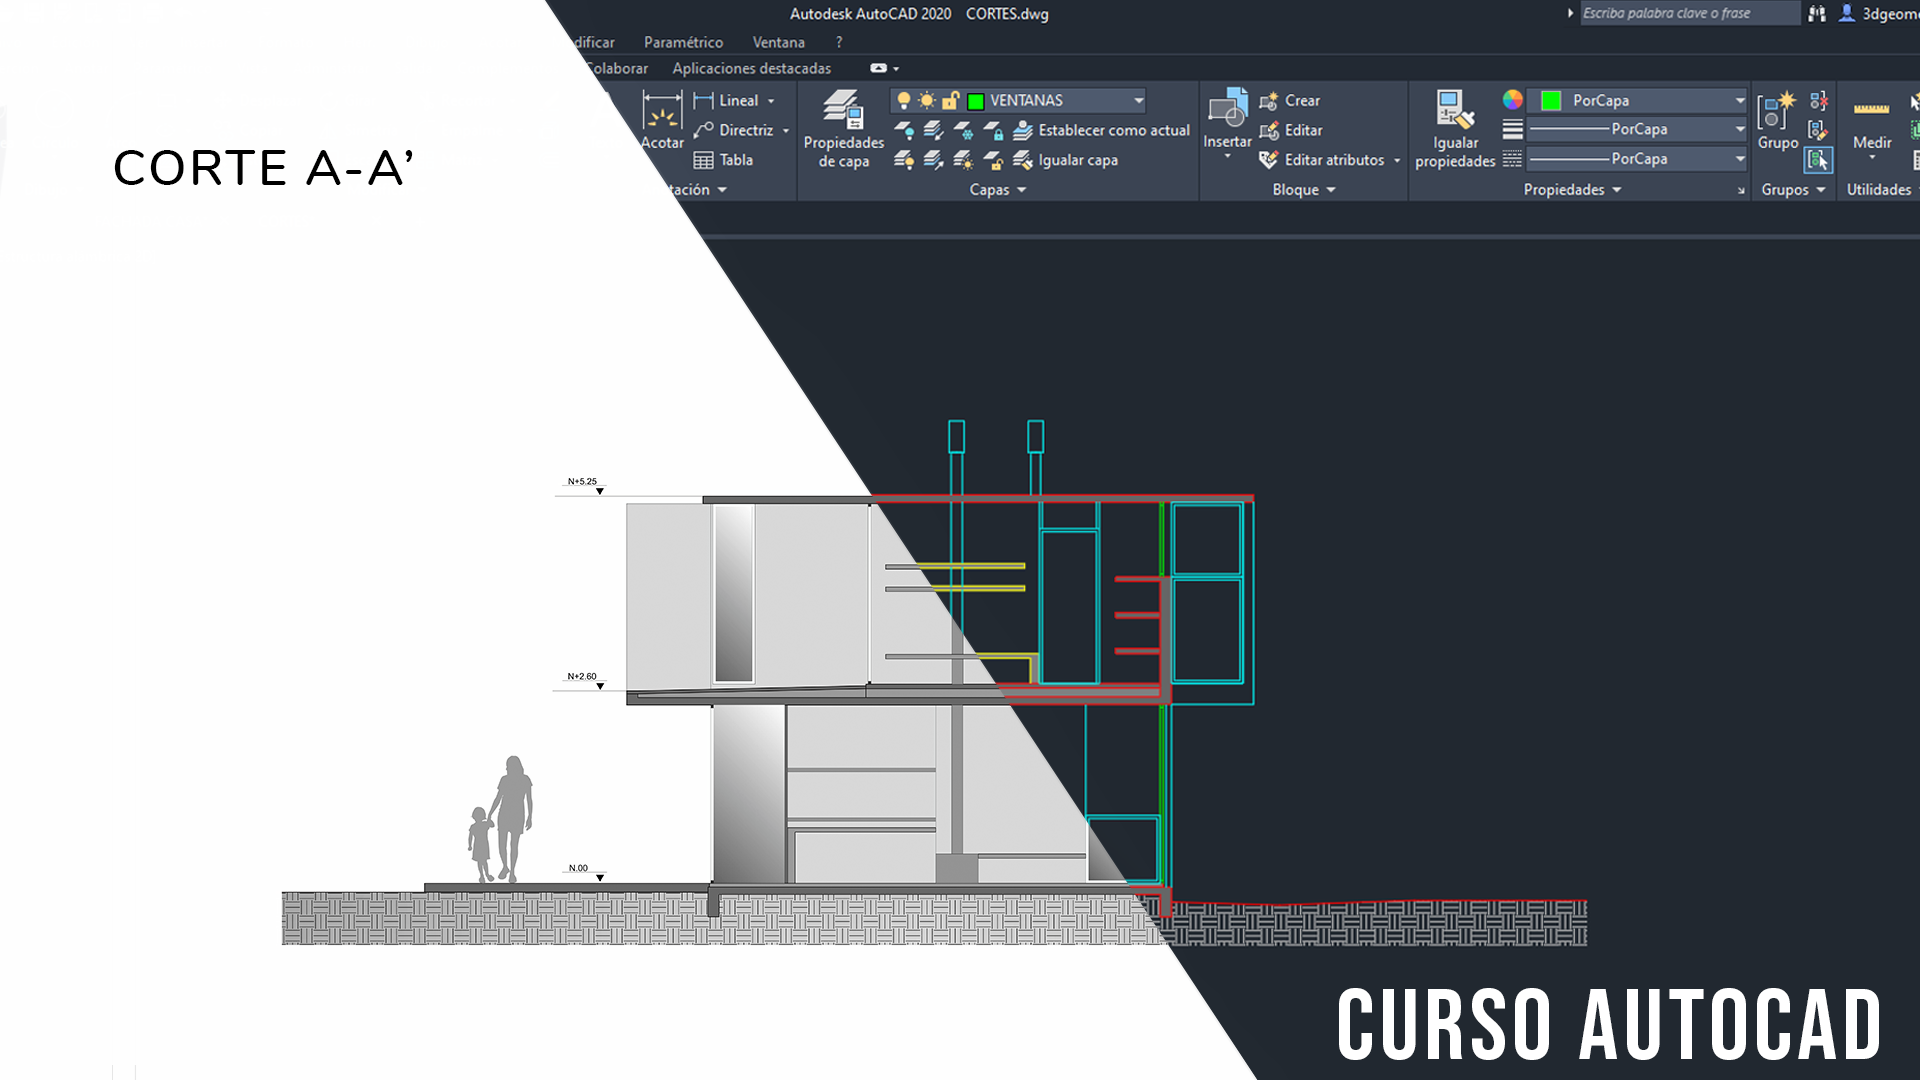 Autodesk AutoCAD 2020 CORTES.dwg
Escriba palabra clave o frase
3dgeom
dificar Paramétrico Ventana ?
Colaborar Aplicaciones destacadas
Lineal
VENTANAS
Crear
PorCapa
Directriz
Establecer como actual
Editar
PorCapa
Acotar
Propiedades de capa
Insertar
Igualar propiedades
Grupo
Medir
Tabla
Igualar capa
Editar atributos
PorCapa
tación
Capas
Bloque
Propiedades
Grupos
Utilidades
CORTE A-A’
N+5.25
N+2.60
N.00
CURSO AUTOCAD